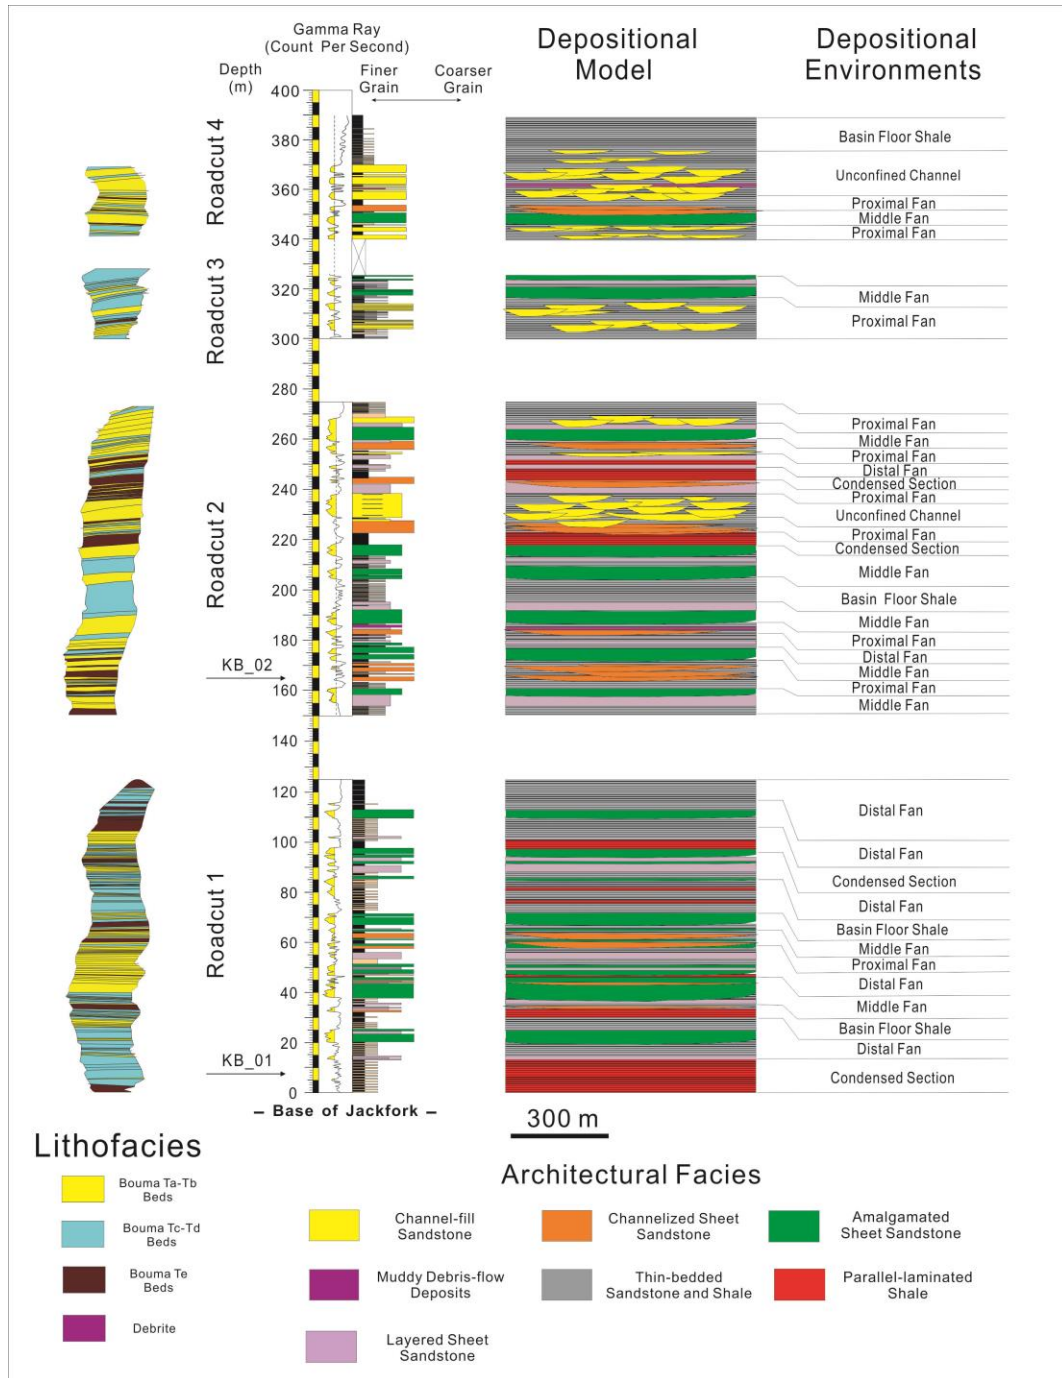 Gamma Ray
(Count Per Second)
Depositional
Model
Depositional
Environments
Depth
(m)
Finer
Grain
Coarser
Grain
400
380
360
340
320
300
280
260
240
220
200
180
160
140
120
100
80
60
40
20
0
Roadcut 4
Roadcut 3
Roadcut 2
Roadcut 1
KB_02
KB_01
Basin Floor Shale
Unconfined Channel
Proximal Fan
Middle Fan
Proximal Fan
Middle Fan
Proximal Fan
Proximal Fan
Middle Fan
Proximal Fan
Distal Fan
Condensed Section
Proximal Fan
Unconfined Channel
Proximal Fan
Condensed Section
Middle Fan
Basin Floor Shale
Middle Fan
Proximal Fan
Distal Fan
Middle Fan
Proximal Fan
Middle Fan
Distal Fan
Distal Fan
Condensed Section
Distal Fan
Basin Floor Shale
Middle Fan
Proximal Fan
Distal Fan
Middle Fan
Basin Floor Shale
Distal Fan
Condensed Section
– Base of Jackfork –
300 m
Lithofacies
Bouma Ta-Tb
Beds
Bouma Tc-Td
Beds
Bouma Te
Beds
Debrite
Architectural Facies
Channel-fill
Sandstone
Channelized Sheet
Sandstone
Amalgamated
Sheet Sandstone
Muddy Debris-flow
Deposits
Thin-bedded
Sandstone and Shale
Parallel-laminated
Shale
Layered Sheet
Sandstone